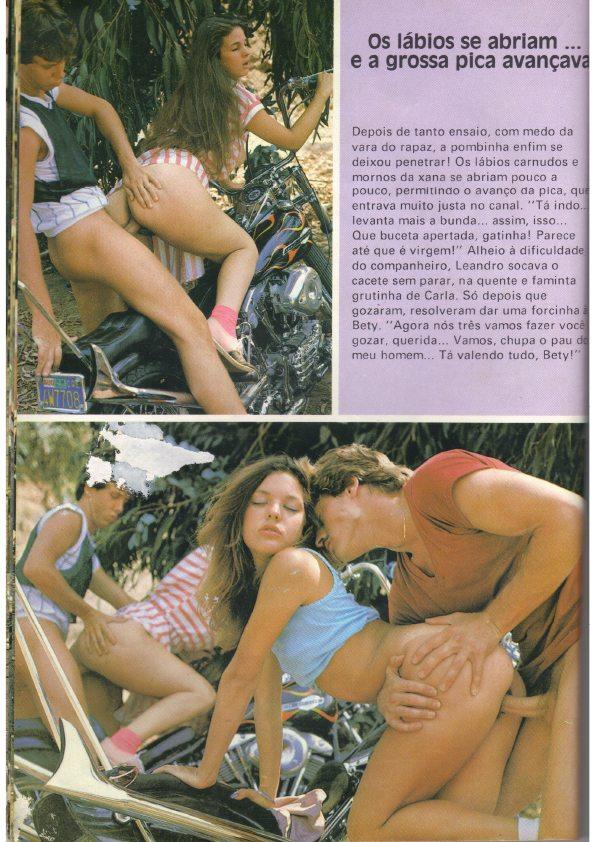 Os lábios se abriam ...
e a grossa pica avançava
Depois de tanto ensaio, com medo da
vara do rapaz, a pombinha enfim se
deixou penetrar! Os lábios carnudos e
mornos da xana se abriam pouco a
pouco, permitindo o avanço da pica, que
entrava muito justa no canal. "Tá indo..
levanta mais a bunda... assim, isso...
Que buceta apertada, gatinha! Parece
até que é virgem!" Alheio à dificuldade
do companheiro, Leandro socava o
cacete sem parar, na quente e faminta
grutinha de Carla. Só depois que
gozaram, resolveram dar uma forcinha
Bety. "Agora nós três vamos fazer você
gozar, querida... Vamos, chupa o pau do
meu homem... Tá valendo tudo, Bety!"
AW7708